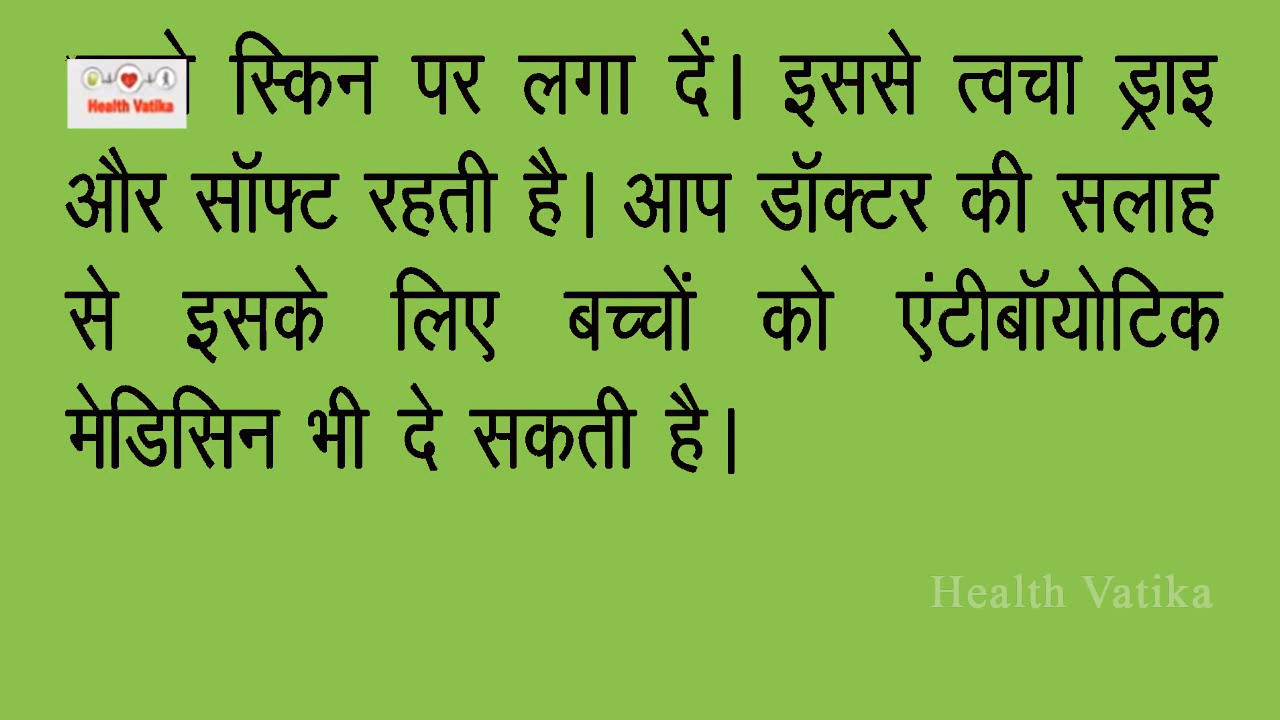 Health Vatika
स्किन पर लगा दें। इससे त्वचा ड्राइ
और सॉफ्ट रहती है। आप डॉक्टर की सलाह
से इसके लिए बच्चों को एंटीबॉयोटिक
मेडिसिन भी दे सकती है।
Health Vatika